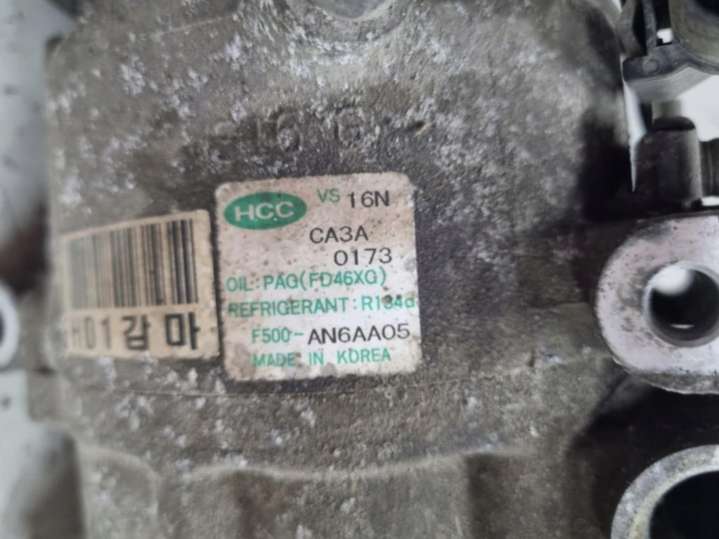 HCC VS 16N
CA3A
0173
OIL: PAG(FD46XG)
REFRIGERANT: R134a
F500-AN6AA05
MADE IN KOREA
H01감마